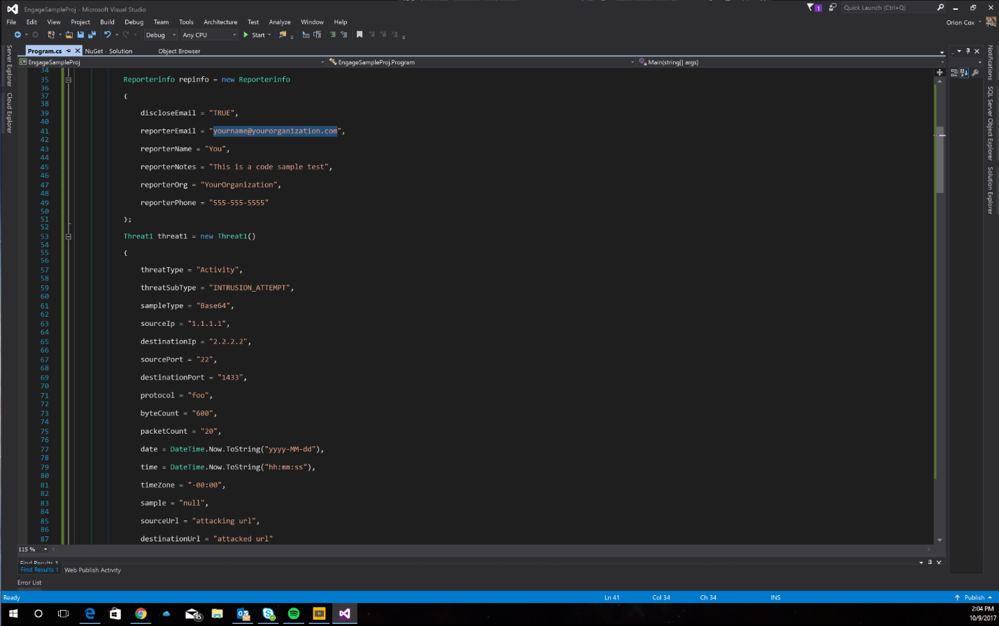 EngageSampleProj - Microsoft Visual Studio
1
Quick Launch (Ctrl+Q)
File Edit View Project Build Debug Team Tools Architecture Test Analyze Window Help
Orion Cox
Debug Any CPU Start
Program.cs NuGet - Solution Object Browser
EngageSampleProj EngageSampleProj.Program Main(string[] args)
Server Explorer
Cloud Explorer
Notifications
SQL Server Object Explorer
Solution Explorer
34
35 Reporterinfo repinfo = new Reporterinfo
36
37 {
38
39 discloseEmail = "TRUE",
40
41 reporterEmail = "yourname@yourorganization.com",
42
43 reporterName = "You",
44
45 reporterNotes = "This is a code sample test",
46
47 reporterOrg = "YourOrganization",
48
49 reporterPhone = "555-555-5555"
50
51 };
52
53 Threat1 threat1 = new Threat1()
54
55 {
56
57 threatType = "Activity",
58
59 threatSubType = "INTRUSION_ATTEMPT",
60
61 sampleType = "Base64",
62
63 sourceIp = "1.1.1.1",
64
65 destinationIp = "2.2.2.2",
66
67 sourcePort = "22",
68
69 destinationPort = "1433",
70
71 protocol = "foo",
72
73 byteCount = "600",
74
75 packetCount = "20",
76
77 date = DateTime.Now.ToString("yyyy-MM-dd"),
78
79 time = DateTime.Now.ToString("hh:mm:ss"),
80
81 timeZone = "-00:00",
82
83 sample = "null",
84
85 sourceUrl = "attacking url",
86
87 destinationUrl = "attacked url"
115 %
Find Results 1
Find Results 1 Web Publish Activity
Error List
Ready Ln 41 Col 34 Ch 34 INS Publish
15
2:04 PM
10/9/2017